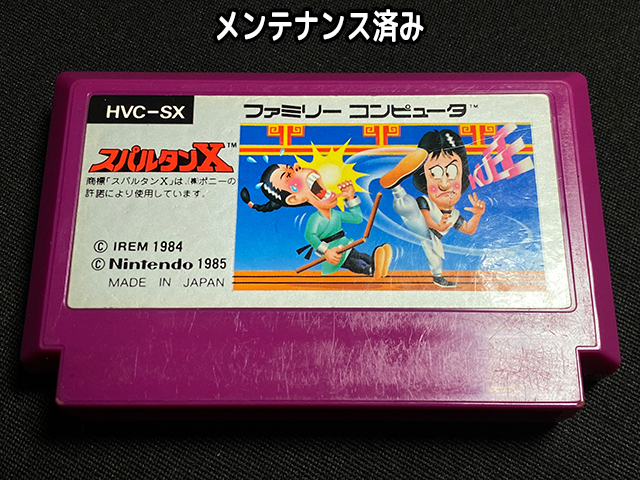 メンテナンス済み
HVC-SX
ファミリー コンピュータ™
スパルタンX™
商標「スパルタンX」は、㈱ポニーの
許諾により使用しています。
© IREM 1984
© Nintendo 1985
MADE IN JAPAN